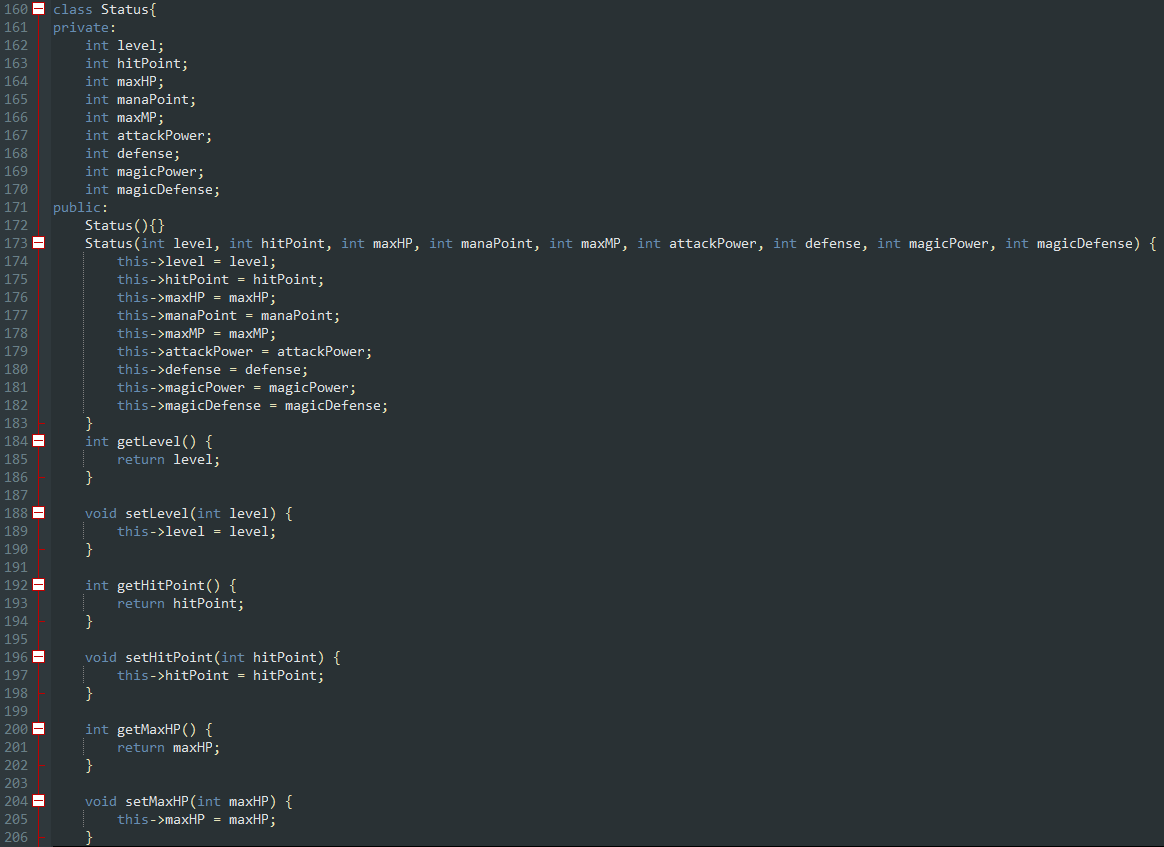 160 class Status{
161 private:
162     int level;
163     int hitPoint;
164     int maxHP;
165     int manaPoint;
166     int maxMP;
167     int attackPower;
168     int defense;
169     int magicPower;
170     int magicDefense;
171 public:
172     Status(){}
173     Status(int level, int hitPoint, int maxHP, int manaPoint, int maxMP, int attackPower, int defense, int magicPower, int magicDefense) {
174         this->level = level;
175         this->hitPoint = hitPoint;
176         this->maxHP = maxHP;
177         this->manaPoint = manaPoint;
178         this->maxMP = maxMP;
179         this->attackPower = attackPower;
180         this->defense = defense;
181         this->magicPower = magicPower;
182         this->magicDefense = magicDefense;
183     }
184     int getLevel() {
185         return level;
186     }
187
188     void setLevel(int level) {
189         this->level = level;
190     }
191
192     int getHitPoint() {
193         return hitPoint;
194     }
195
196     void setHitPoint(int hitPoint) {
197         this->hitPoint = hitPoint;
198     }
199
200     int getMaxHP() {
201         return maxHP;
202     }
203
204     void setMaxHP(int maxHP) {
205         this->maxHP = maxHP;
206     }